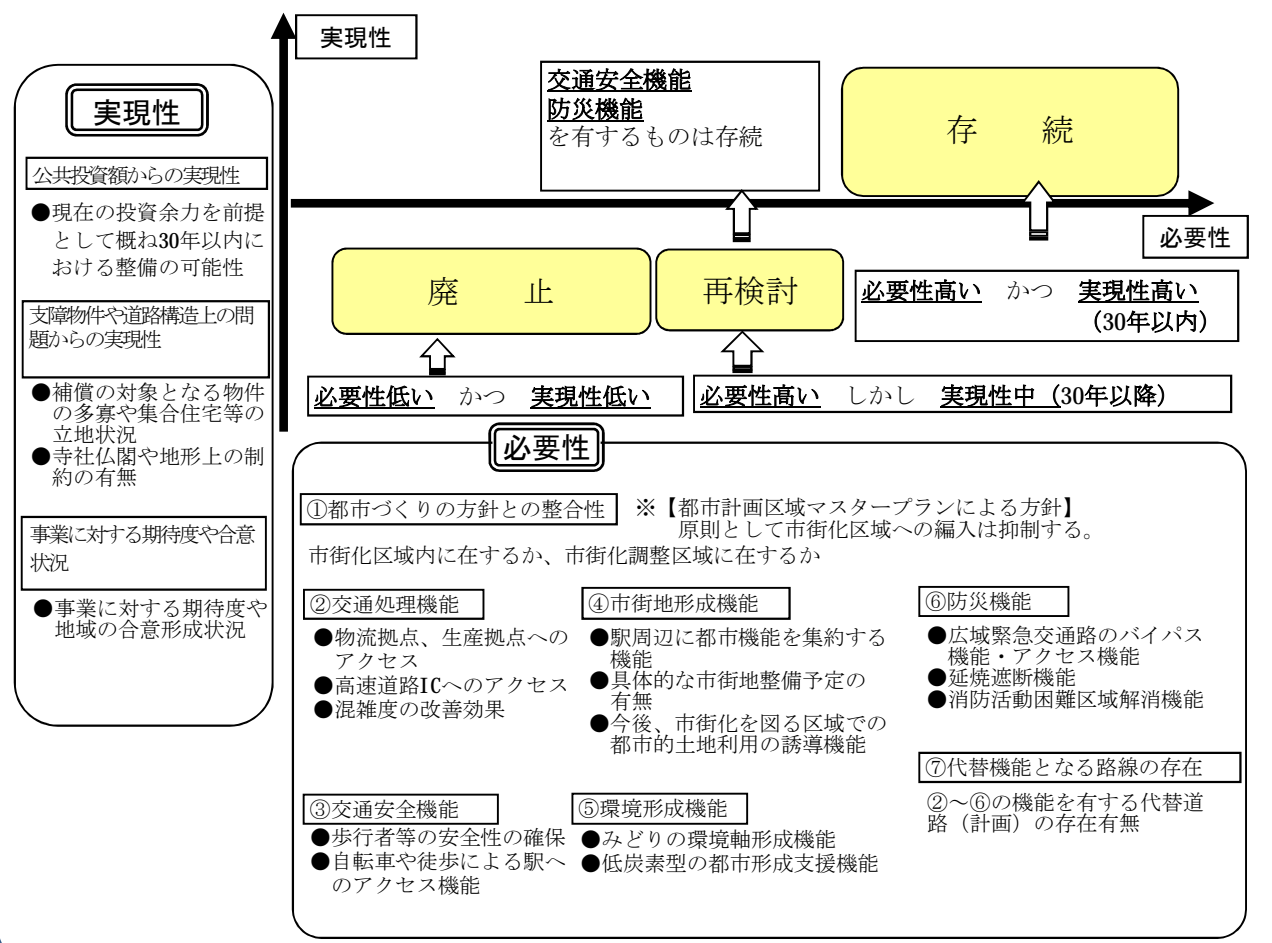 実現性
交通安全機能
防災機能
を有するものは存続
存　続
必要性
廃　止
再検討
必要性高い　かつ　実現性高い
(30年以内)
必要性低い　かつ　実現性低い
必要性高い　しかし　実現性中 (30年以降)
実現性
公共投資額からの実現性
●現在の投資余力を前提
として概ね30年以内に
おける整備の可能性
支障物件や道路構造上の問
題からの実現性
●補償の対象となる物件
の多寡や集合住宅等の
立地状況
●寺社仏閣や地形上の制
約の有無
事業に対する期待度や合意
状況
●事業に対する期待度や
地域の合意形成状況
必要性
①都市づくりの方針との整合性　※【都市計画区域マスタープランによる方針】
原則として市街化区域への編入は抑制する。
市街化区域内に在するか、市街化調整区域に在するか
②交通処理機能
●物流拠点、生産拠点への
アクセス
●高速道路ICへのアクセス
●混雑度の改善効果
③交通安全機能
●歩行者等の安全性の確保
●自転車や徒歩による駅へ
のアクセス機能
④市街地形成機能
●駅周辺に都市機能を集約する
機能
●具体的な市街地整備予定の
有無
●今後、市街化を図る区域での
都市的土地利用の誘導機能
⑤環境形成機能
●みどりの環境軸形成機能
●低炭素型の都市形成支援機能
⑥防災機能
●広域緊急交通路のバイパス
機能・アクセス機能
●延焼遮断機能
●消防活動困難区域解消機能
⑦代替機能となる路線の存在
②～⑥の機能を有する代替道
路（計画）の存在有無